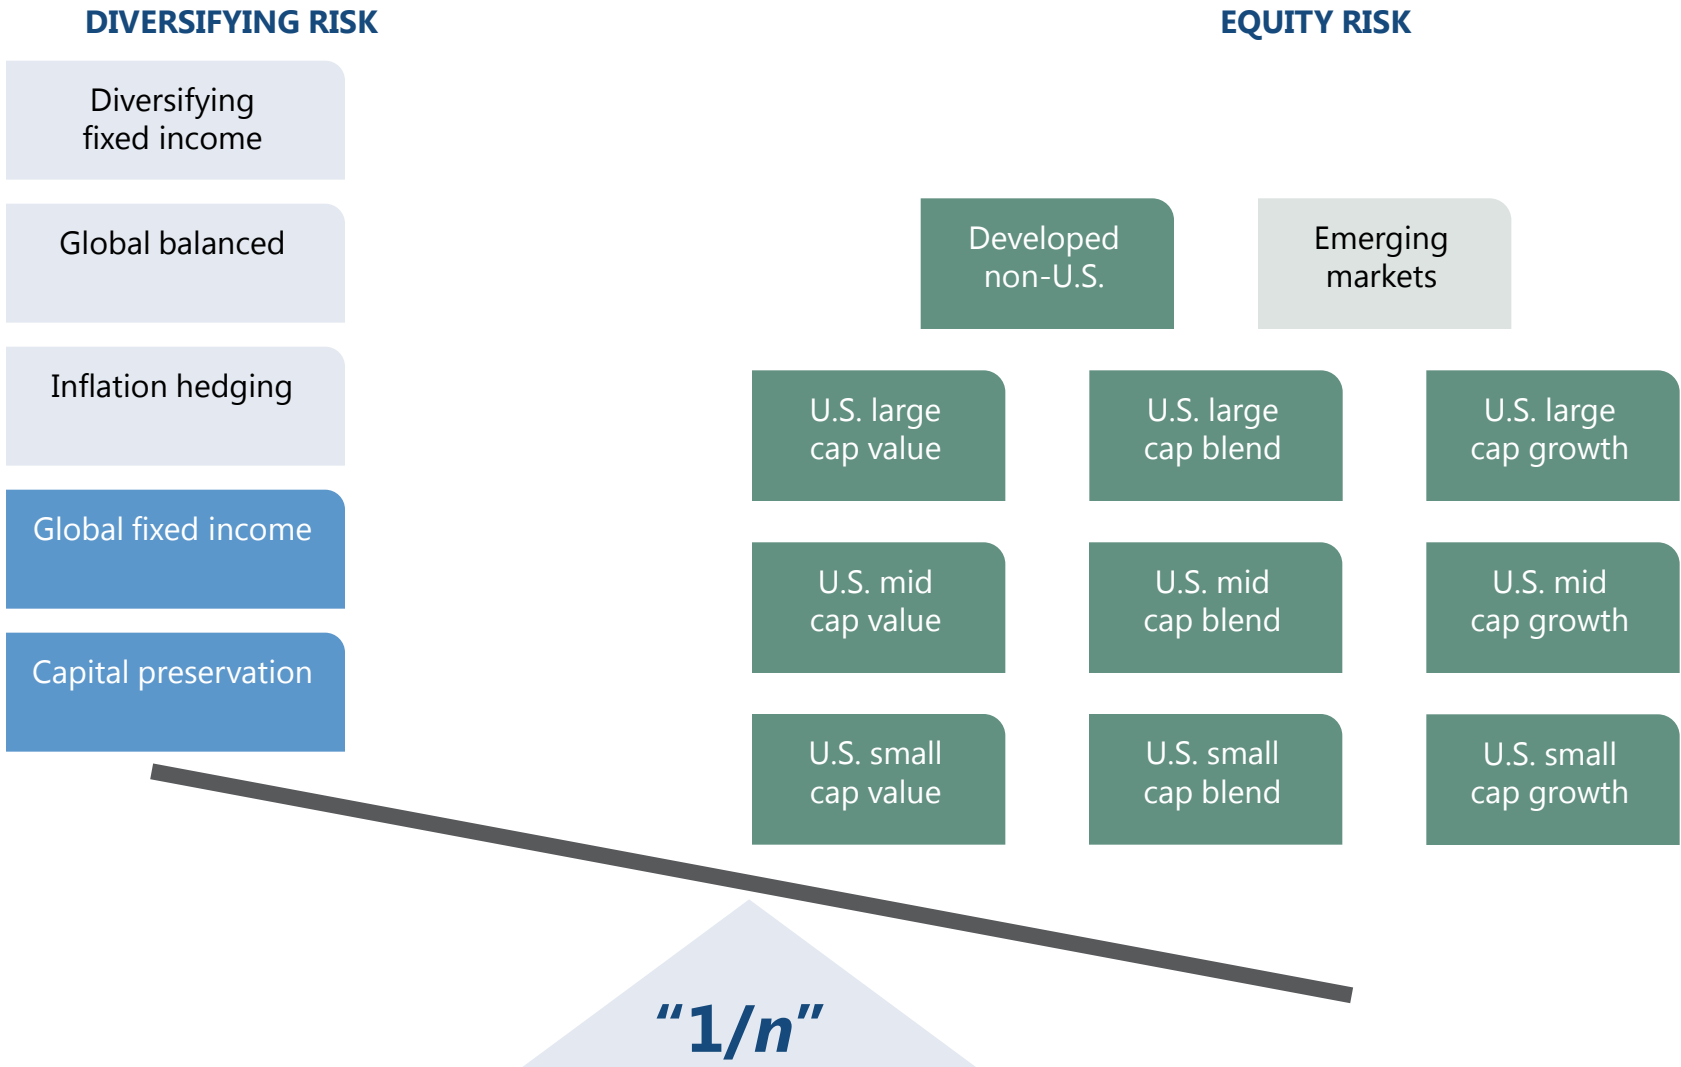 DIVERSIFYING RISK
Diversifying
fixed income
Global balanced
Inflation hedging
Global fixed income
Capital preservation
EQUITY RISK
Developed
non-U.S.
Emerging
markets
U.S. large
cap value
U.S. large
cap blend
U.S. large
cap growth
U.S. mid
cap value
U.S. mid
cap blend
U.S. mid
cap growth
U.S. small
cap value
U.S. small
cap blend
U.S. small
cap growth
“1/n”